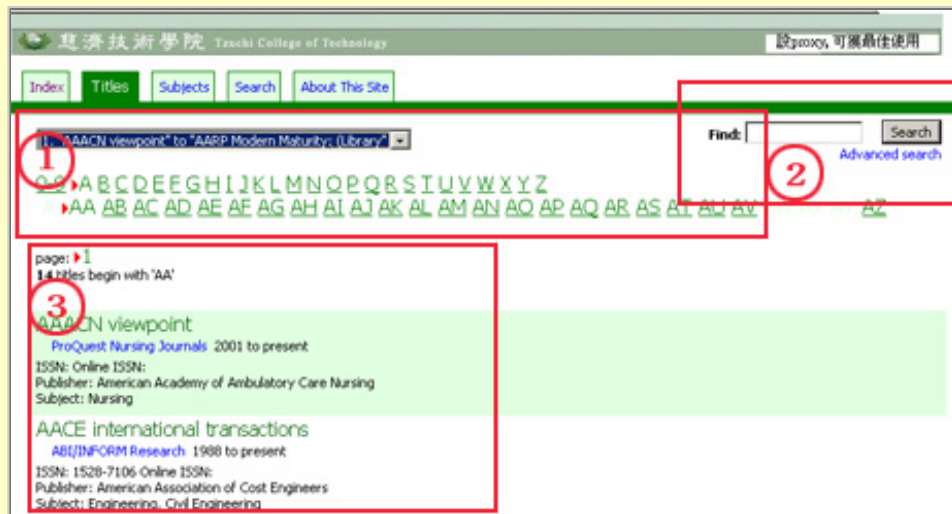 慈濟技術學院 Tzuchi College of Technology
設proxy, 可獲最佳使用
Index Titles Subjects Search About This Site
1. "AAACN viewpoint" to "AARP Modern Maturity: (Library"
Find: Search
Advanced search
1
2
0-9 A B C D E F G H I J K L M N O P Q R S T U V W X Y Z
A AA AB AC AD AE AF AG AH AI AJ AK AL AM AN AO AP AQ AR AS AT AU AV AZ
page: 1
14 titles begin with 'AA'
3
AAACN viewpoint
ProQuest Nursing Journals 2001 to present
ISSN: Online ISSN:
Publisher: American Academy of Ambulatory Care Nursing
Subject: Nursing
AACE international transactions
ABI/INFORM Research 1988 to present
ISSN: 1528-7106 Online ISSN:
Publisher: American Association of Cost Engineers
Subject: Engineering, Civil Engineering